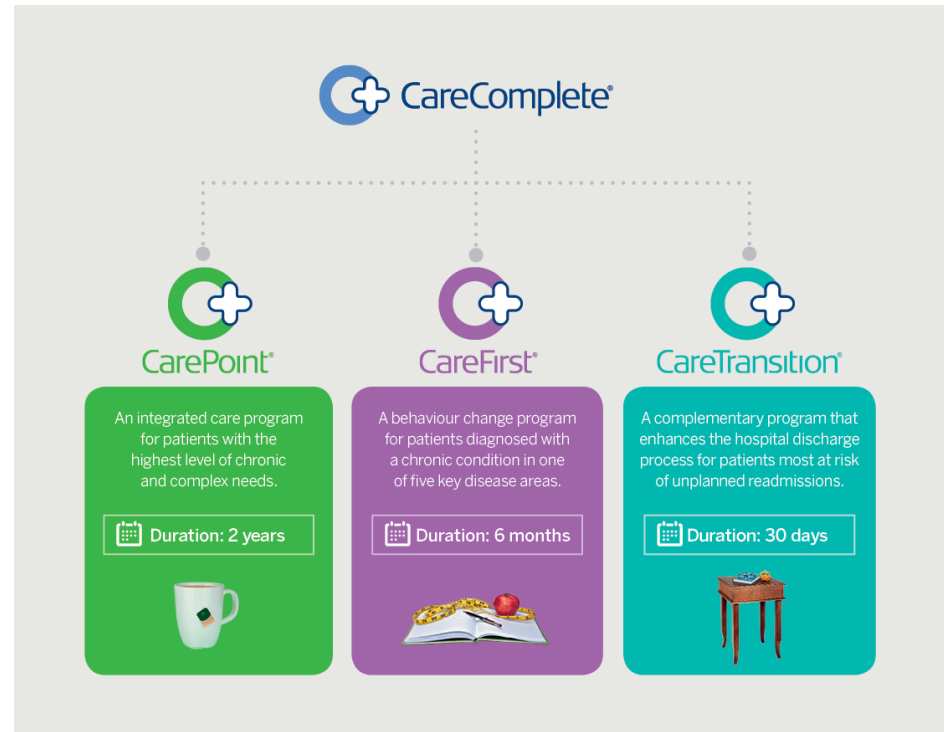 CareComplete®
CarePoint®
An integrated care program
for patients with the
highest level of chronic
and complex needs.
Duration: 2 years
CareFirst®
A behaviour change program
for patients diagnosed with
a chronic condition in one
of five key disease areas.
Duration: 6 months
CareTransition®
A complementary program that
enhances the hospital discharge
process for patients most at risk
of unplanned readmissions.
Duration: 30 days